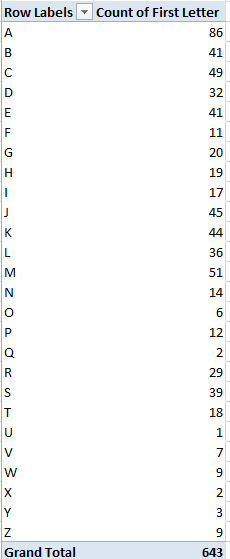 Row Labels Count of First Letter
A 86
B 41
C 49
D 32
E 41
F 11
G 20
H 19
I 17
J 45
K 44
L 36
M 51
N 14
O 6
P 12
Q 2
R 29
S 39
T 18
U 1
V 7
W 9
X 2
Y 3
Z 9
Grand Total 643